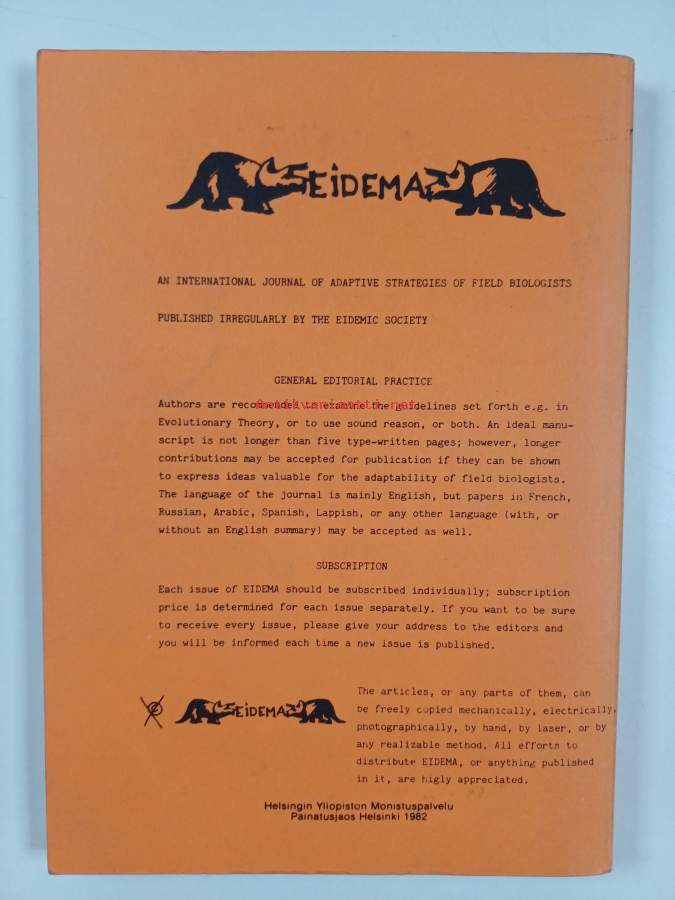 EIDEMA
AN INTERNATIONAL JOURNAL OF ADAPTIVE STRATEGIES OF FIELD BIOLOGISTS
PUBLISHED IRREGULARLY BY THE EIDEMIC SOCIETY
GENERAL EDITORIAL PRACTICE
Authors are recommended to examine the guidelines set forth e.g. in
Evolutionary Theory, or to use sound reason, or both. An ideal manu-
script is not longer than five type-written pages; however, longer
contributions may be accepted for publication if they can be shown
to express ideas valuable for the adaptability of field biologists.
The language of the journal is mainly English, but papers in French,
Russian, Arabic, Spanish, Lappish, or any other language (with, or
without an English summary) may be accepted as well.
SUBSCRIPTION
Each issue of EIDEMA should be subscribed individually; subscription
price is determined for each issue separately. If you want to be sure
to receive every issue, please give your address to the editors and
you will be informed each time a new issue is published.
©
EIDEMA
The articles, or any parts of them, can
be freely copied mechanically, electrically,
photographically, by hand, by laser, or by
any realizable method. All efforts to
distribute EIDEMA, or anything published
in it, are higly appreciated.
Helsingin Yliopiston Monistuspalvelu
Painatusjaos Helsinki 1982